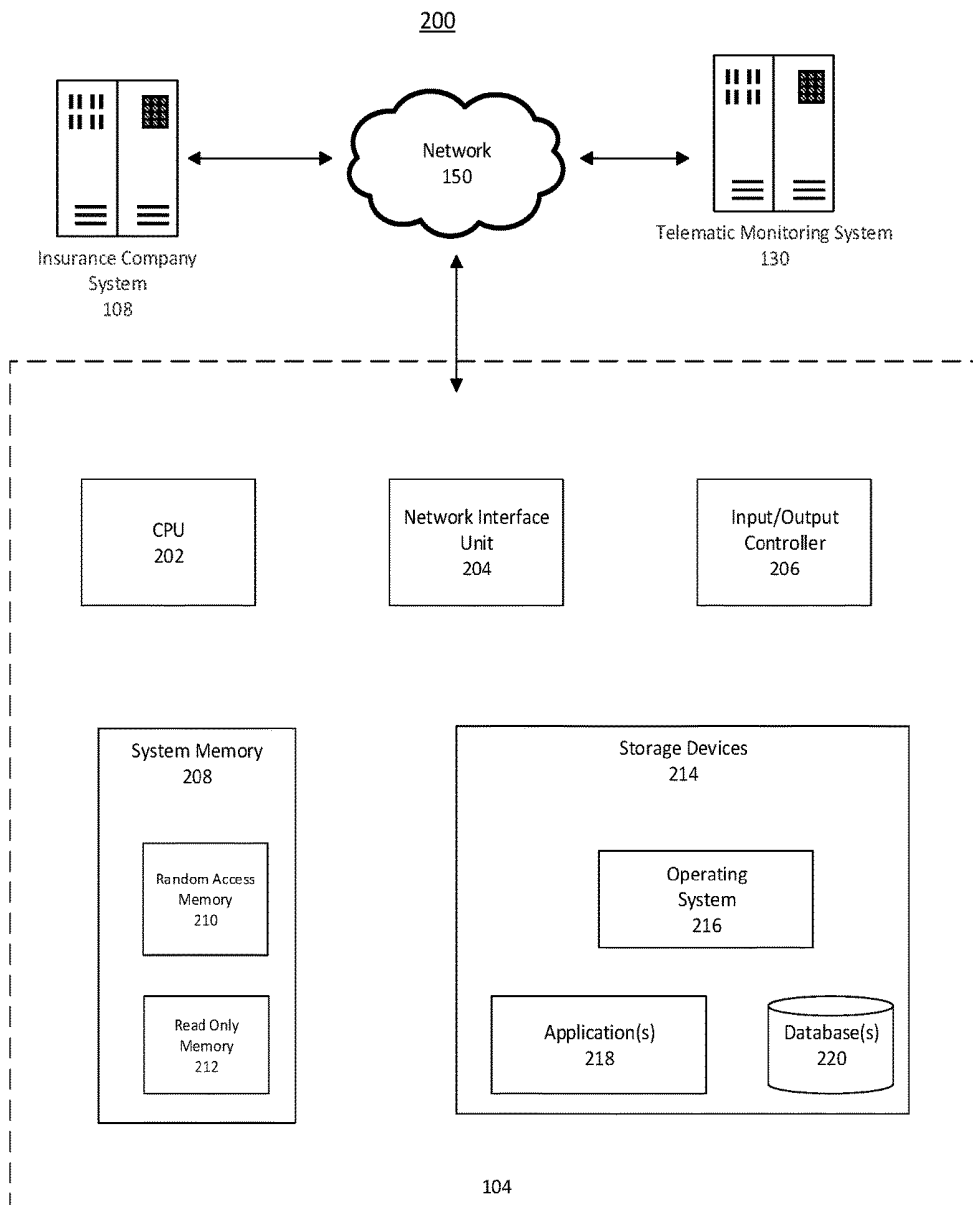 200
Network
150
Insurance Company
System
108
Telematic Monitoring System
130
CPU
202
Network Interface
Unit
204
Input/Output
Controller
206
System Memory
208
Random Access
Memory
210
Read Only
Memory
212
Storage Devices
214
Operating
System
216
Application(s)
218
Database(s)
220
104